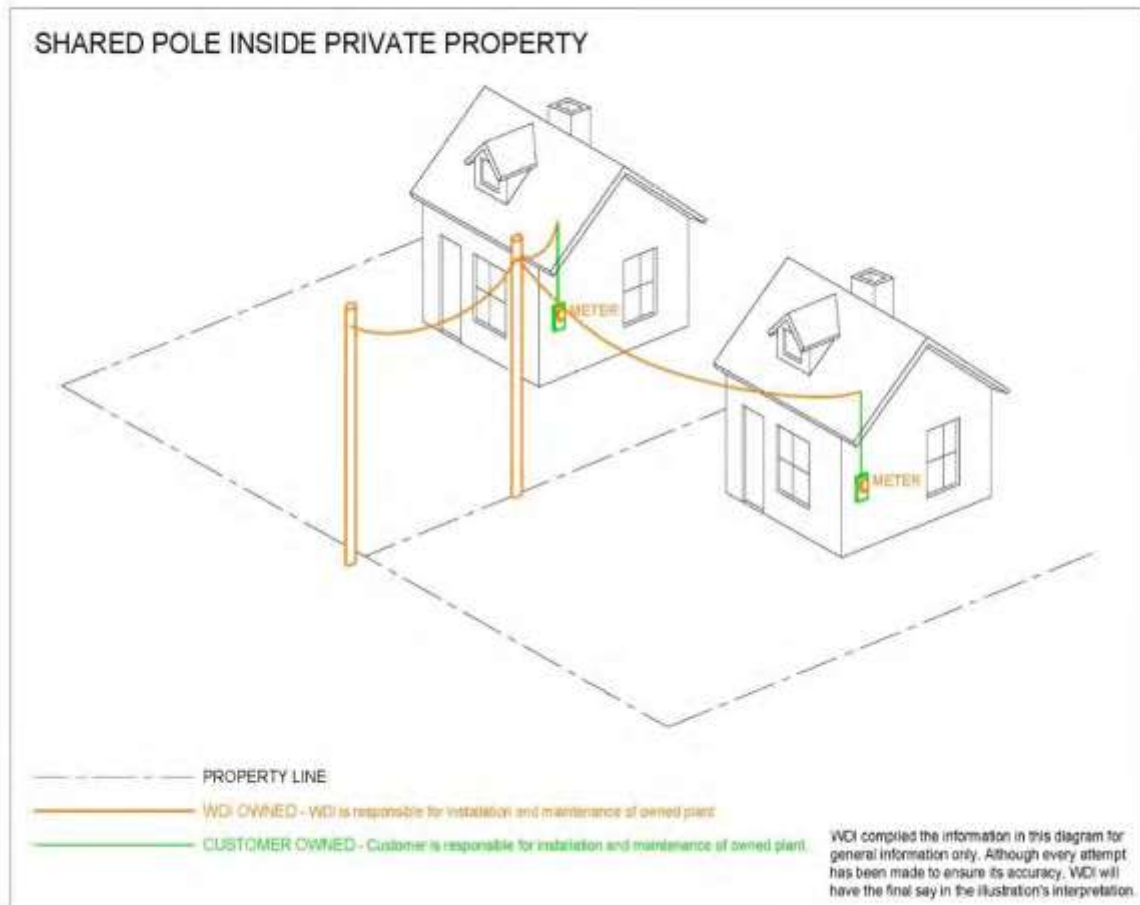 SHARED POLE INSIDE PRIVATE PROPERTY
METER
METER
PROPERTY LINE
WDI OWNED - WDI is responsible for installation and maintenance of owned plant
CUSTOMER OWNED - Customer is responsible for installation and maintenance of owned plant.
WDI compiled the information in this diagram for
general information only. Although every attempt
has been made to ensure its accuracy, WDI will
have the final say in the illustration's interpretation.